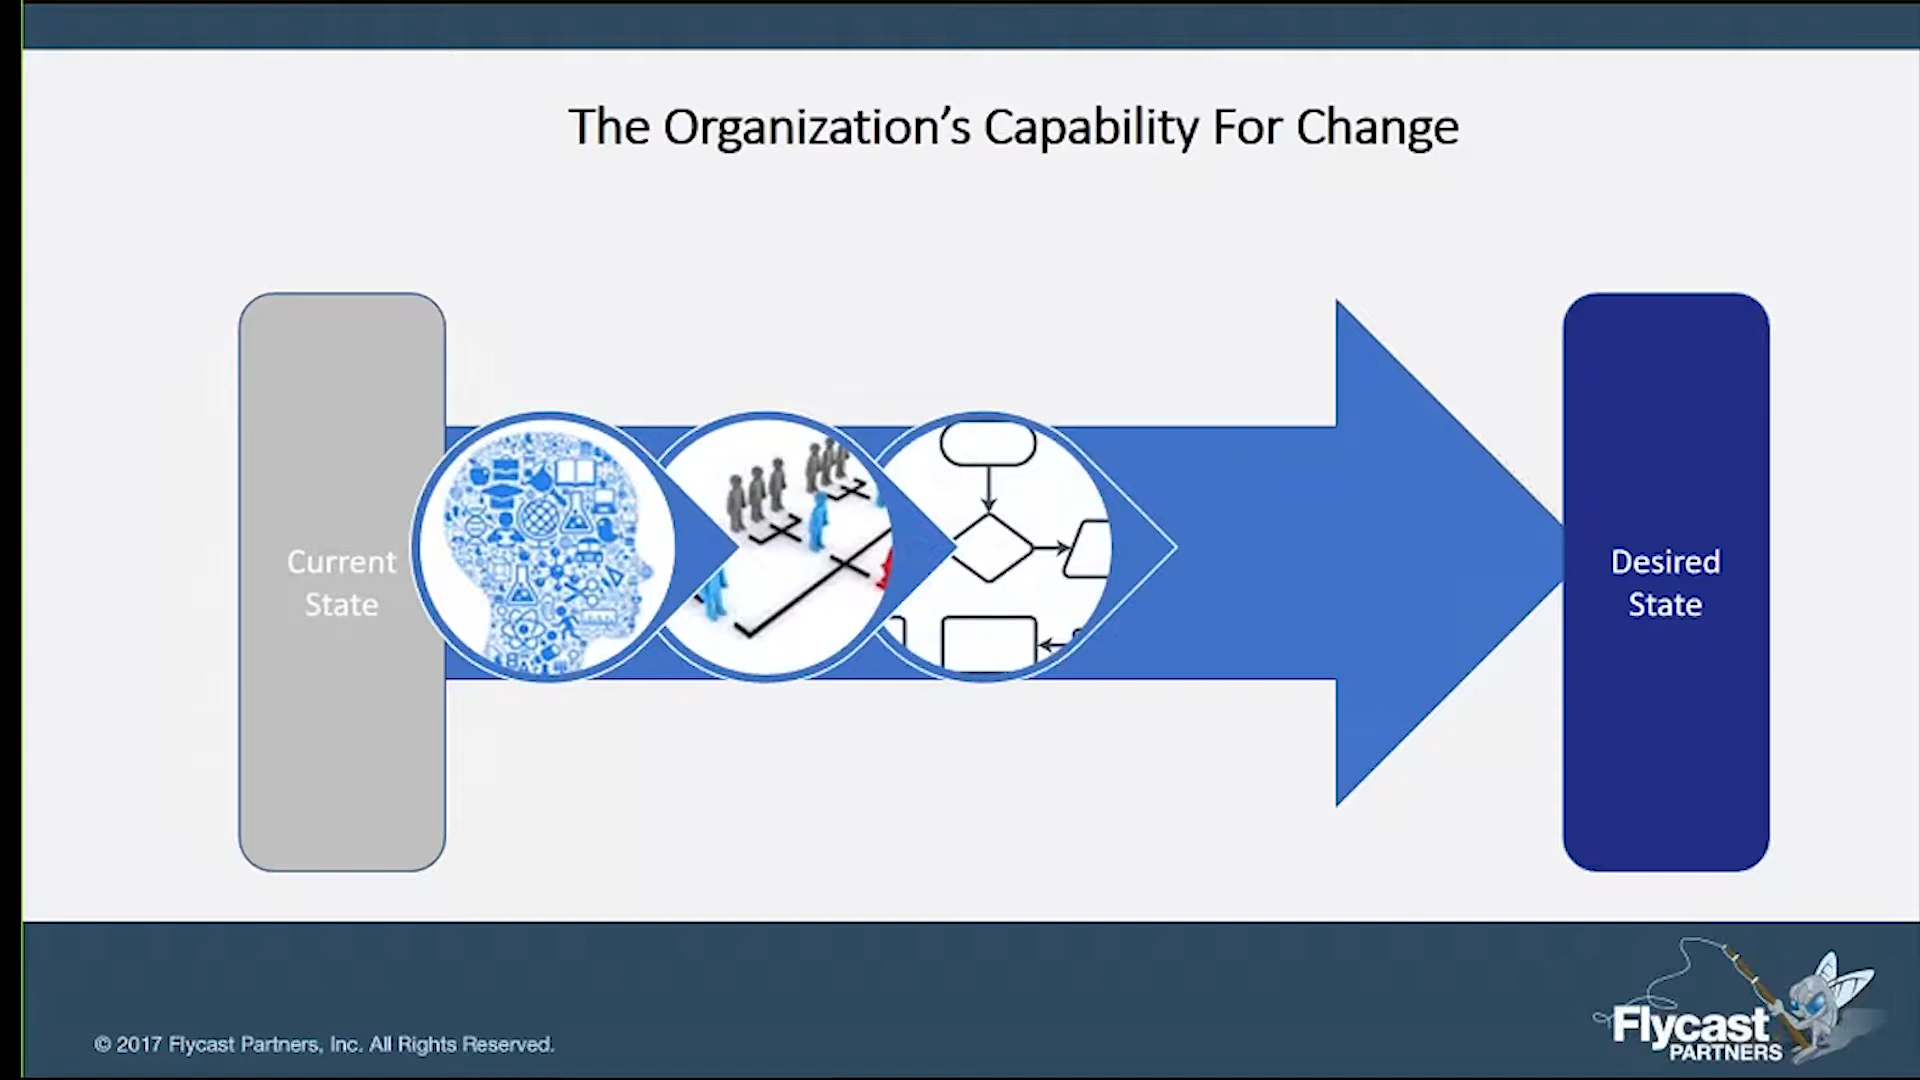 The Organization’s Capability For Change
Current
State
Desired
State
© 2017 Flycast Partners, Inc. All Rights Reserved.
Flycast
PARTNERS